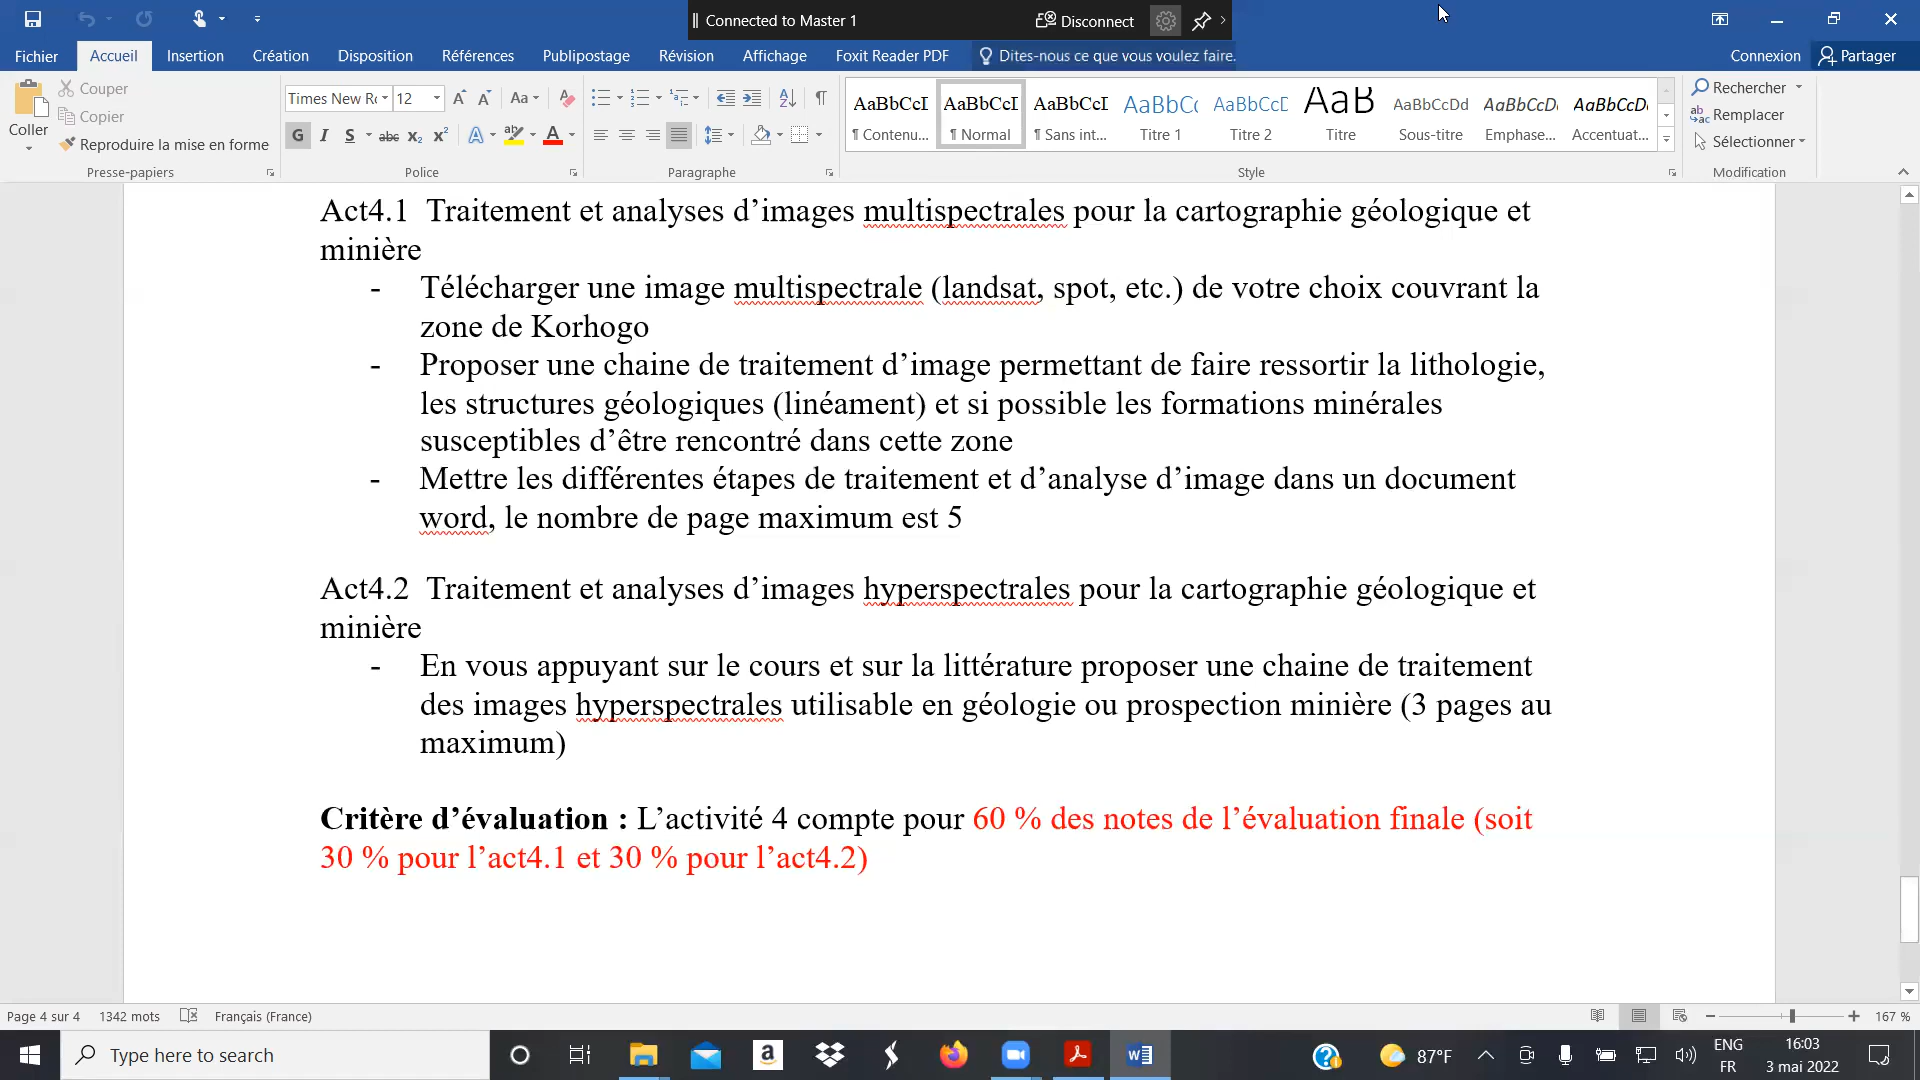 Connected to Master 1
Disconnect
Fichier
Accueil
Insertion
Création
Disposition
Références
Publipostage
Révision
Affichage
Foxit Reader PDF
Dites-nous ce que vous voulez faire.
Connexion
Partager
Coller
Couper
Copier
Reproduire la mise en forme
Presse-papiers
Times New Rc 12
Police
Paragraphe
AaBbCcI AaBbCcI AaBbCcI AaBbC AaBbCcD AaB AaBbCcDd AaBbCcD AaBbCcD
¶ Contenu... ¶ Normal ¶ Sans int... Titre 1 Titre 2 Titre Sous-titre Emphase... Accentuat...
Style
Rechercher
Remplacer
Sélectionner
Modification
Act4.1 Traitement et analyses d’images multispectrales pour la cartographie géologique et
minière
- Télécharger une image multispectrale (landsat, spot, etc.) de votre choix couvrant la
zone de Korhogo
- Proposer une chaine de traitement d’image permettant de faire ressortir la lithologie,
les structures géologiques (linéament) et si possible les formations minérales
susceptibles d’être rencontré dans cette zone
- Mettre les différentes étapes de traitement et d’analyse d’image dans un document
word, le nombre de page maximum est 5
Act4.2 Traitement et analyses d’images hyperspectrales pour la cartographie géologique et
minière
- En vous appuyant sur le cours et sur la littérature proposer une chaine de traitement
des images hyperspectrales utilisable en géologie ou prospection minière (3 pages au
maximum)
Critère d’évaluation : L’activité 4 compte pour 60 % des notes de l’évaluation finale (soit
30 % pour l’act4.1 et 30 % pour l’act4.2)
Page 4 sur 4 1342 mots Français (France) 167 %
Type here to search
87°F
ENG
FR
16:03
3 mai 2022